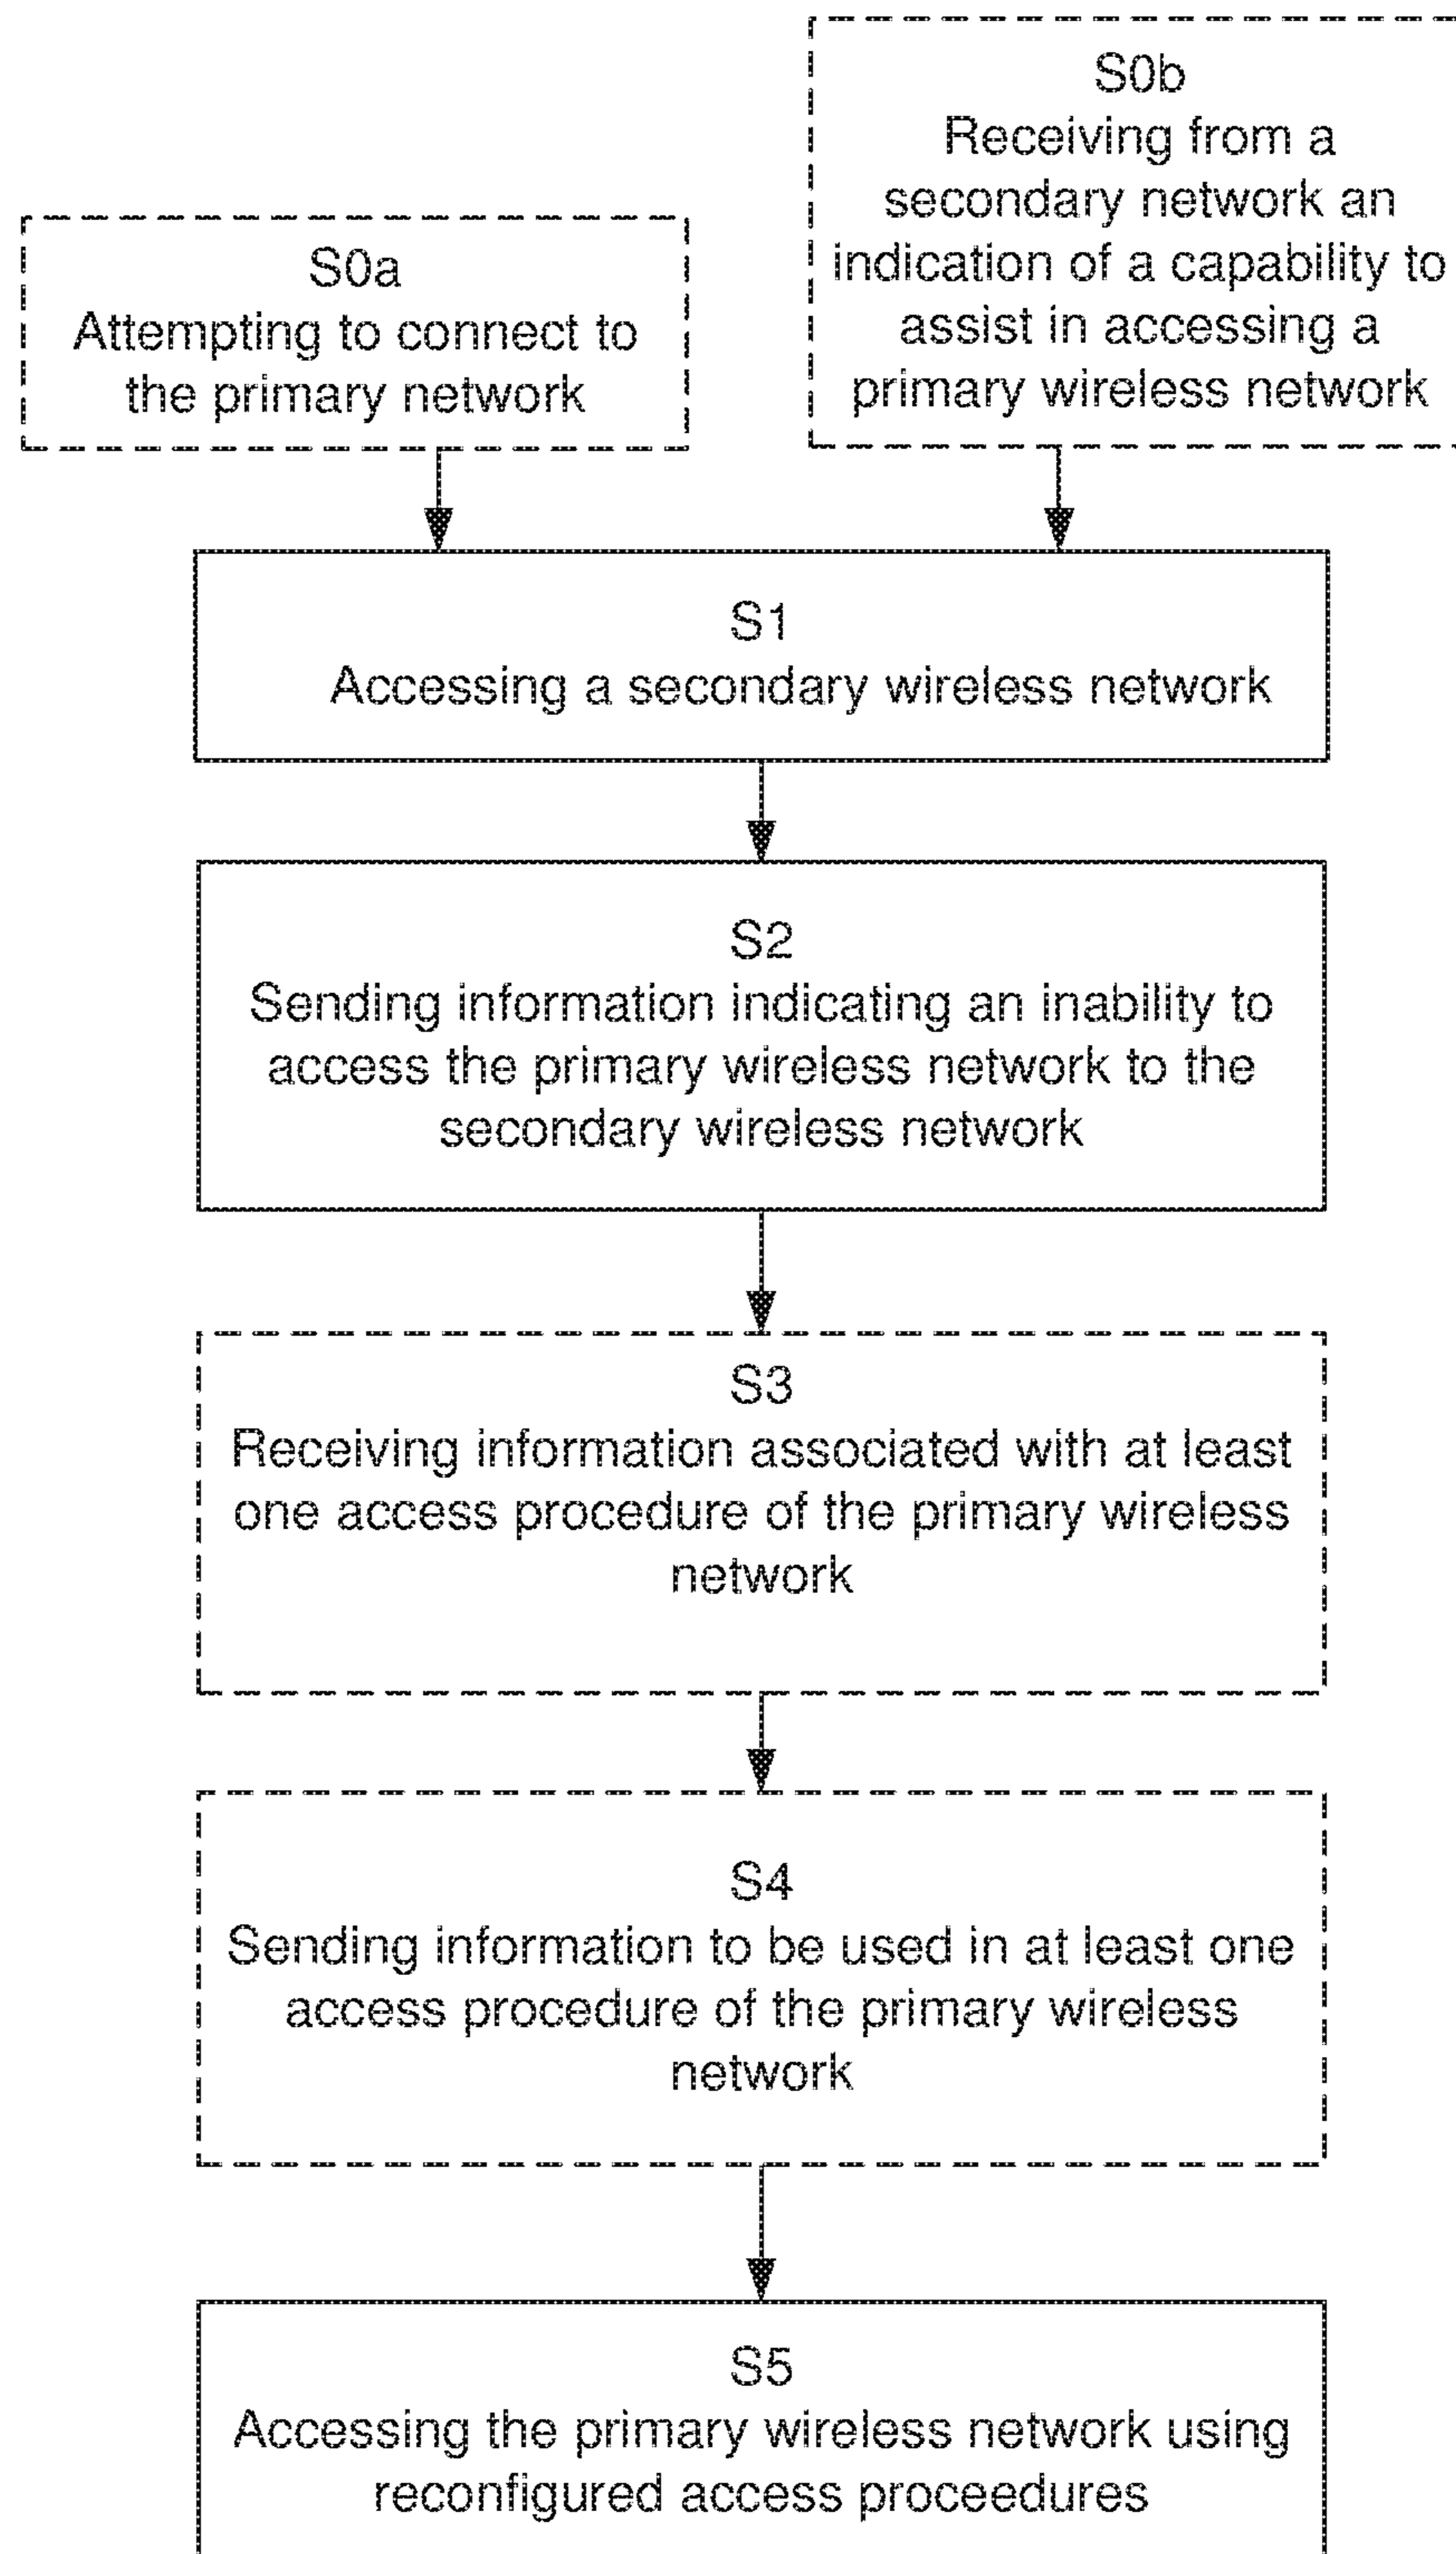 S0a
Attempting to connect to
the primary network
S0b
Receiving from a
secondary network an
indication of a capability to
assist in accessing a
primary wireless network
S1
Accessing a secondary wireless network
S2
Sending information indicating an inability to
access the primary wireless network to the
secondary wireless network
S3
Receiving information associated with at least
one access procedure of the primary wireless
network
S4
Sending information to be used in at least one
access procedure of the primary wireless
network
S5
Accessing the primary wireless network using
reconfigured access proceedures